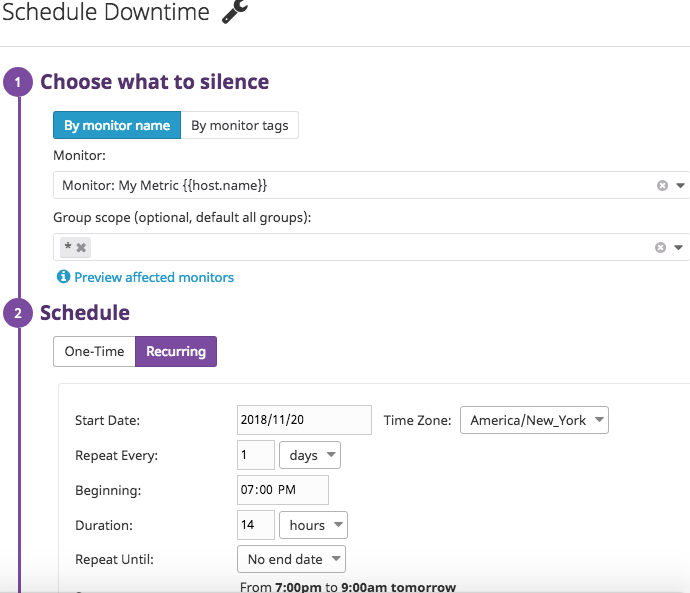 Schedule Downtime
1 Choose what to silence
By monitor name By monitor tags
Monitor:
Monitor: My Metric {{host.name}}
Group scope (optional, default all groups):
*
Preview affected monitors
2 Schedule
One-Time Recurring
Start Date: 2018/11/20 Time Zone: America/New_York
Repeat Every: 1 days
Beginning: 07:00 PM
Duration: 14 hours
Repeat Until: No end date
From 7:00pm to 9:00am tomorrow